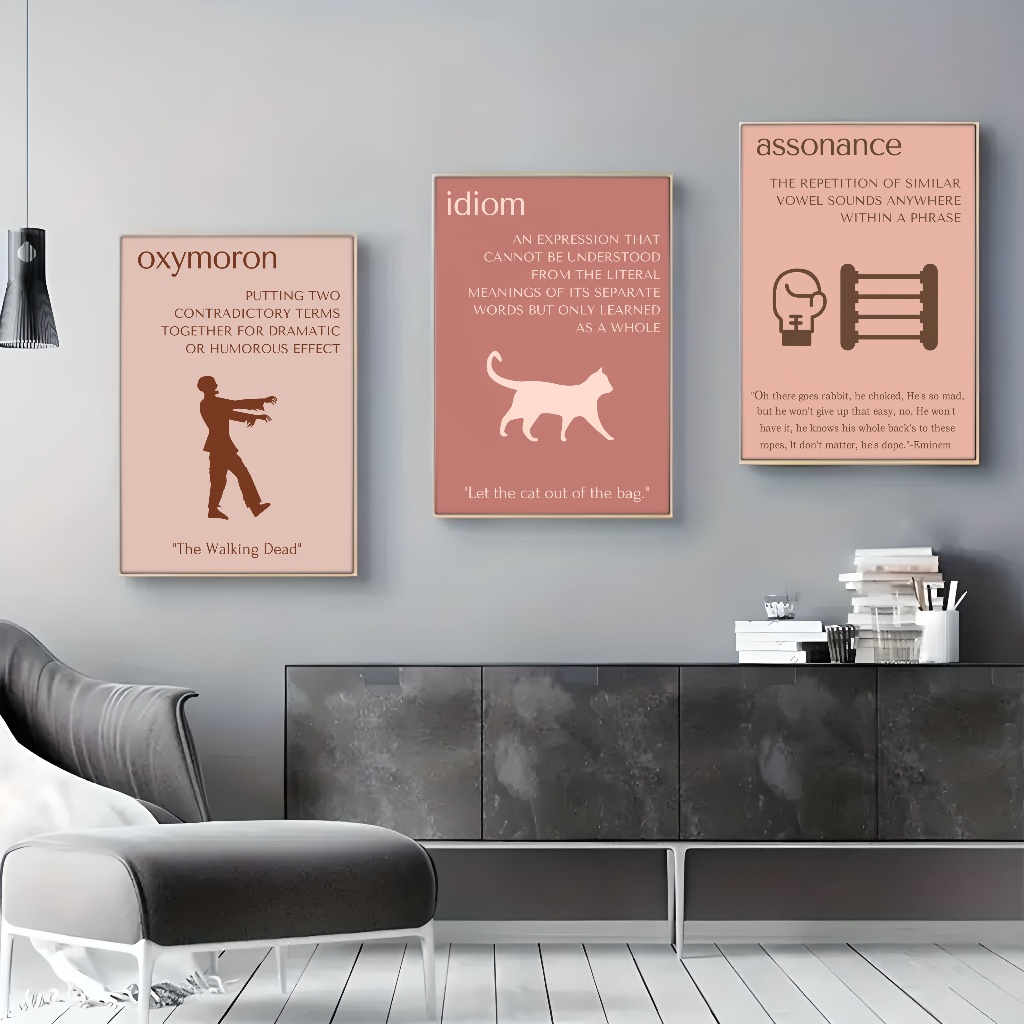 oxymoron
PUTTING TWO
CONTRADICTORY TERMS
TOGETHER FOR DRAMATIC
OR HUMOROUS EFFECT
"The Walking Dead"
idiom
AN EXPRESSION THAT
CANNOT BE UNDERSTOOD
FROM THE LITERAL
MEANINGS OF ITS SEPARATE
WORDS BUT ONLY LEARNED
AS A WHOLE
"Let the cat out of the bag."
assonance
THE REPETITION OF SIMILAR
VOWEL SOUNDS ANYWHERE
WITHIN A PHRASE
"Oh there goes rabbit, he choked, He's so mad,
but he won't give up that easy, no, He won t
have it, he knows his whole back's to these
ropes, It don't matter, he's dope."-Eminem